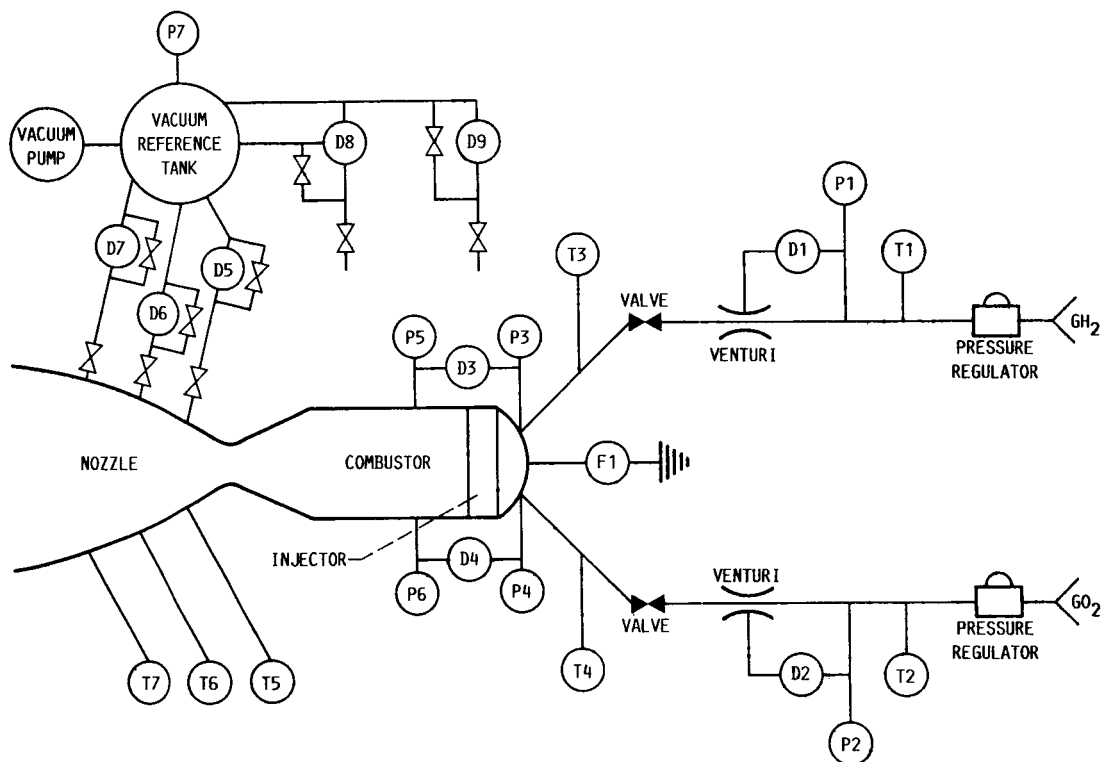 P7
VACUUM
PUMP
VACUUM
REFERENCE
TANK
D8
D9
D7
D6
D5
P1
D1
T1
T3
VALVE
VENTURI
PRESSURE
REGULATOR
GH2
P5
D3
P3
NOZZLE
COMBUSTOR
F1
INJECTOR
D4
P6
P4
T7
T6
T5
T4
VALVE
VENTURI
D2
T2
P2
PRESSURE
REGULATOR
GO2